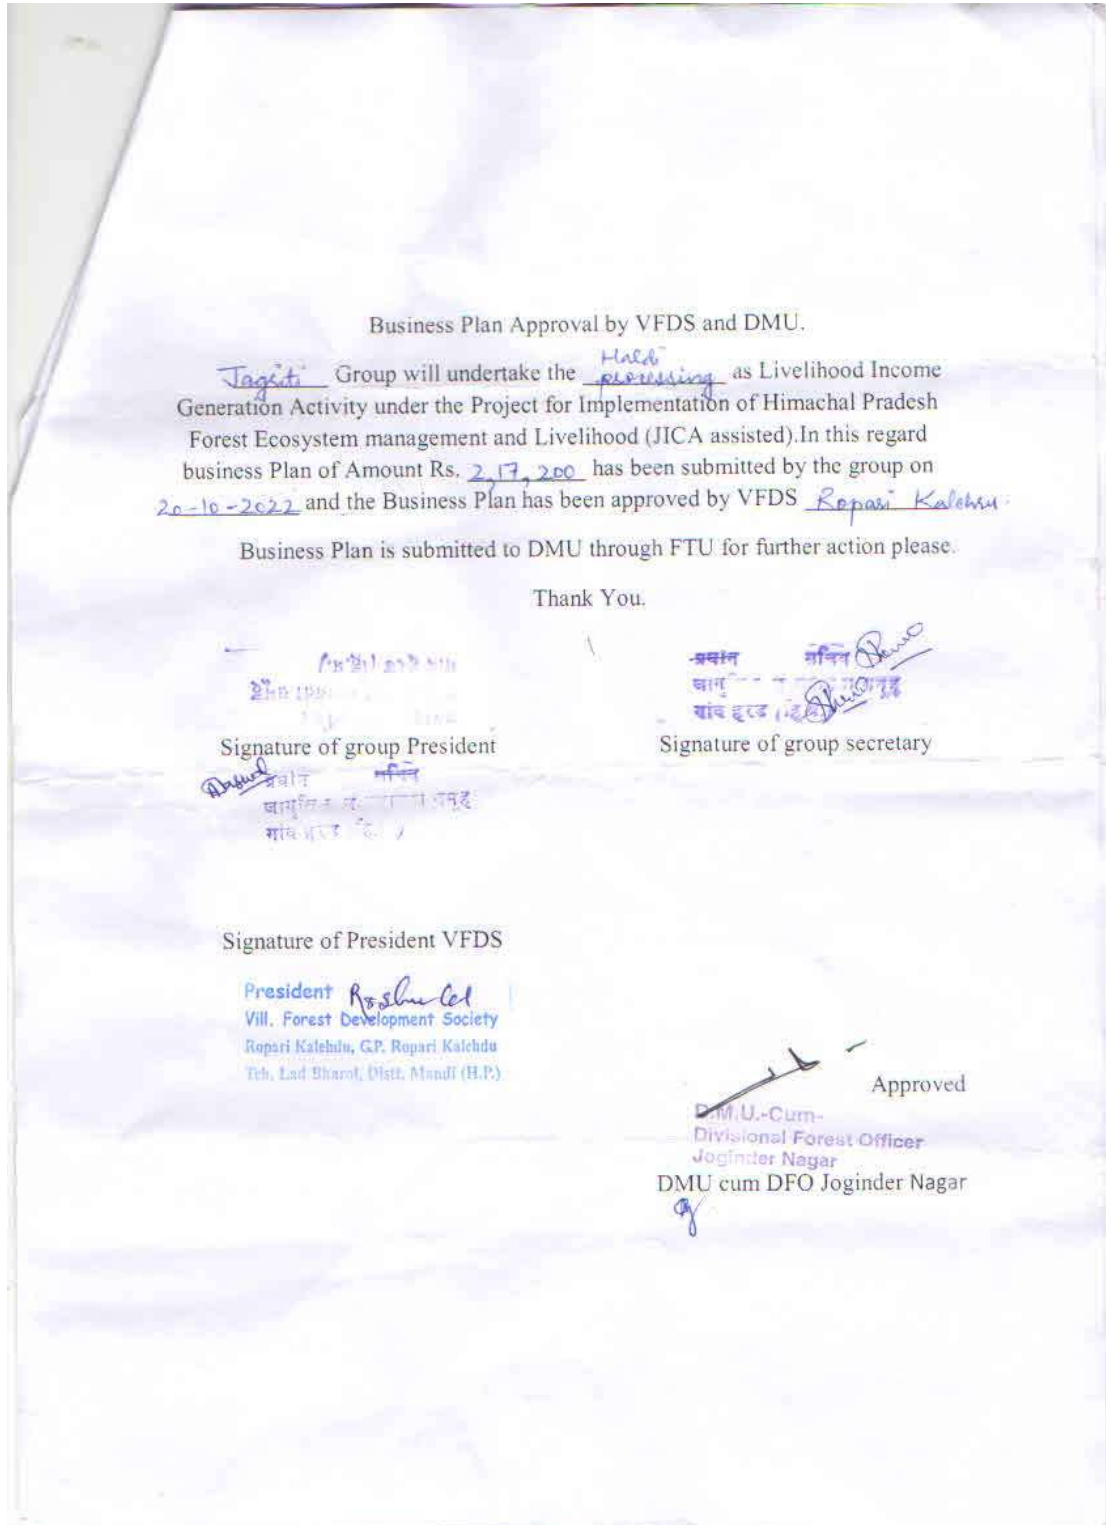 Business Plan Approval by VFDS and DMU.
Jagriti Group will undertake the Haldi processing as Livelihood Income
Generation Activity under the Project for Implementation of Himachal Pradesh
Forest Ecosystem management and Livelihood (JICA assisted).In this regard
business Plan of Amount Rs. 2,17,200 has been submitted by the group on
20-10-2022 and the Business Plan has been approved by VFDS Ropari Kalehru.
Business Plan is submitted to DMU through FTU for further action please.
Thank You.
प्रधान सचिव
गांव हरड
Signature of group President
Signature of group secretary
प्रधान सचिव
Signature of President VFDS
President
Vill. Forest Development Society
Ropari Kalehdu, G.P. Ropari Kalehdu
Teh. Lad Bharol, Distt. Mandi (H.P.)
Approved
D.M.U.-Cum-
Divisional Forest Officer
Joginder Nagar
DMU cum DFO Joginder Nagar